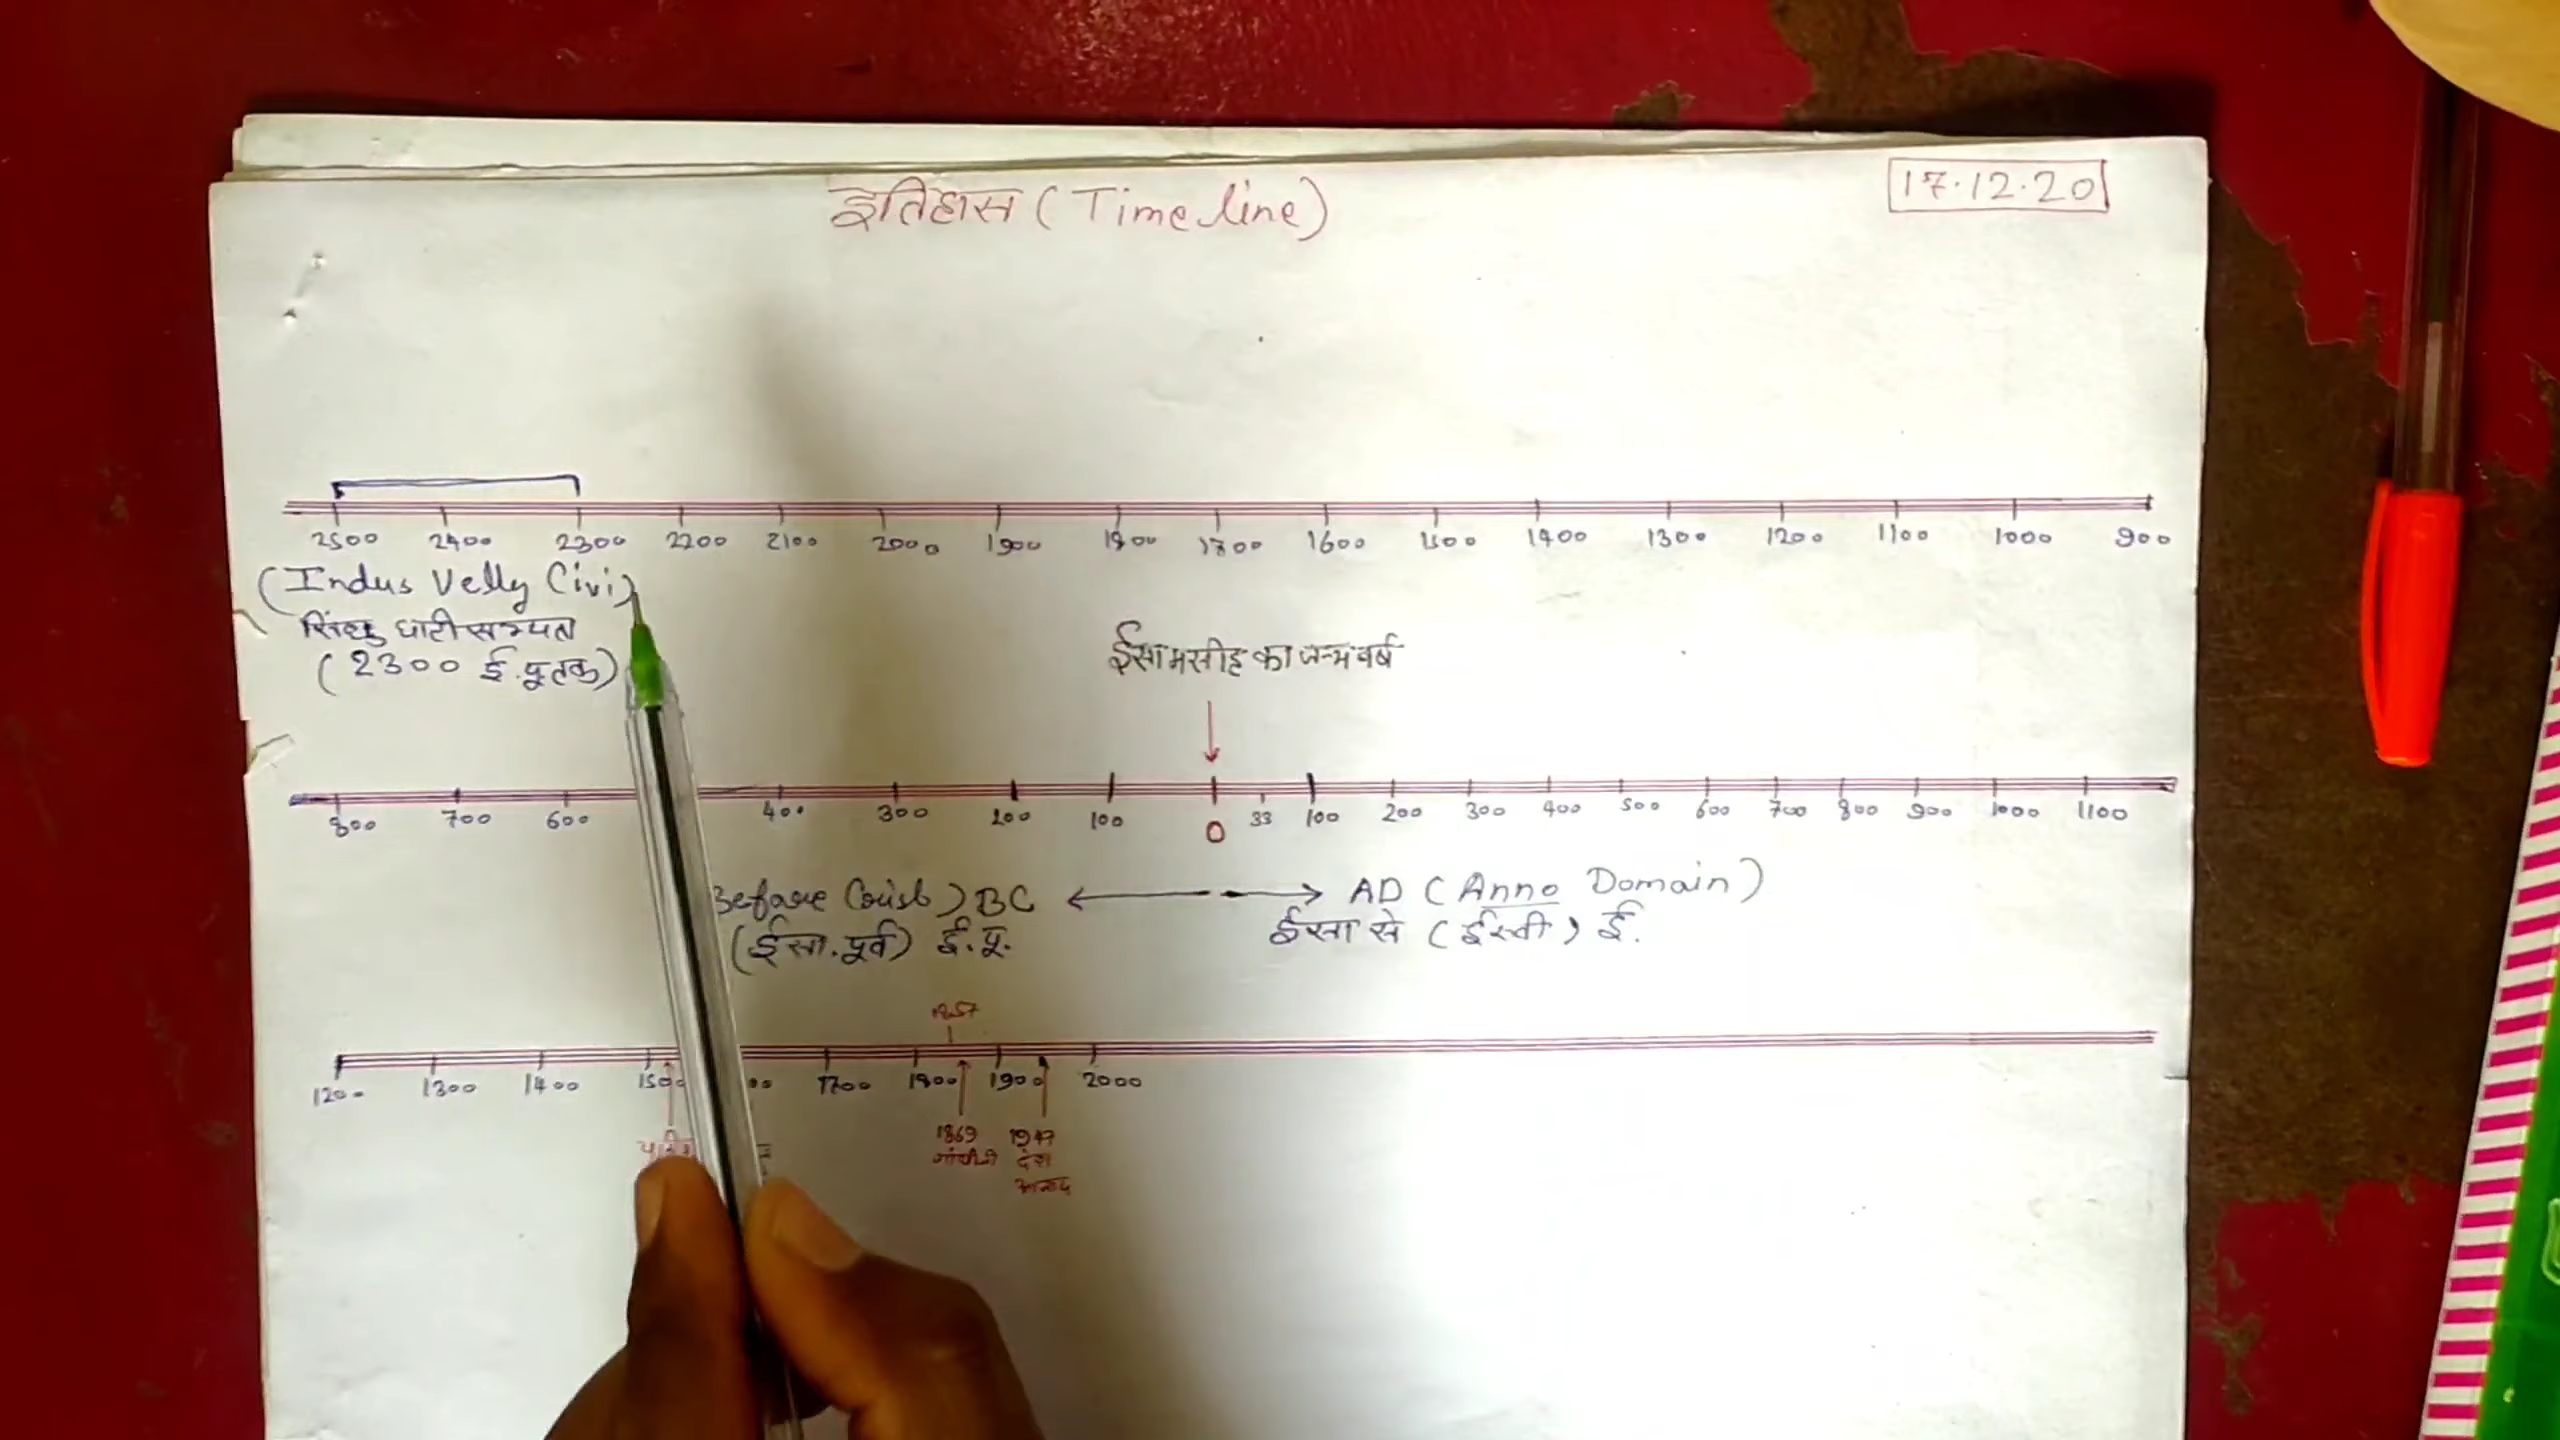 इतिहास (Time line)
17.12.20
2500 2400 2300 2200 2100 2000 1900 1800 1700 1600 1500 1400 1300 1200 1100 1000 900
(Indus Velly Civi)
सिंधु घाटी सभ्यता
(2300 ई.पू तक)
ईसा मसीह का जन्म वर्ष
800 700 600 400 300 200 100 0 33 100 200 300 400 500 600 700 800 900 1000 1100
Before Crist) BC AD (Anno Domain)
(ईसा.पूर्व) ई.पू. ईसा से (ईस्वी) ई.
1857
1200 1300 1400 1500 00 1700 1800 1900 2000
1869 1947
गांधीजी देश
आजाद